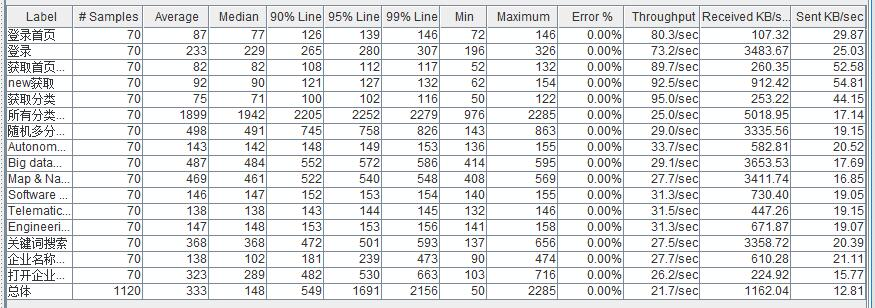 Label # Samples Average Median 90% Line 95% Line 99% Line Min Maximum Error % Throughput Received KB/s... Sent KB/sec
登录首页 70 87 77 126 139 146 72 146 0.00% 80.3/sec 107.32 29.87
登录 70 233 229 265 280 307 196 326 0.00% 73.2/sec 3483.67 25.03
获取首页... 70 82 82 108 112 117 52 132 0.00% 89.7/sec 260.35 52.58
new获取 70 92 90 121 127 132 62 154 0.00% 92.5/sec 912.42 54.81
获取分类 70 75 71 100 102 116 50 122 0.00% 95.0/sec 253.22 44.15
所有分类... 70 1899 1942 2205 2252 2279 976 2285 0.00% 25.0/sec 5018.95 17.14
随机多分... 70 498 491 745 758 826 143 863 0.00% 29.0/sec 3335.56 19.15
Autonom... 70 143 142 148 149 153 136 155 0.00% 33.7/sec 582.81 20.52
Big data... 70 487 484 552 572 586 414 595 0.00% 29.1/sec 3653.53 17.69
Map & Na... 70 469 461 522 540 548 408 569 0.00% 27.7/sec 3411.74 16.85
Software ... 70 146 147 152 153 154 140 155 0.00% 31.3/sec 730.40 19.05
Telematic... 70 138 138 143 144 145 132 146 0.00% 31.5/sec 447.26 19.15
Engineeri... 70 147 148 153 153 156 141 158 0.00% 31.3/sec 671.87 19.07
关键词搜索 70 368 368 472 501 593 137 656 0.00% 27.5/sec 3358.72 20.39
企业名称... 70 138 102 181 239 473 90 474 0.00% 27.7/sec 610.28 21.11
打开企业... 70 323 289 482 530 663 103 716 0.00% 26.2/sec 224.92 15.77
总体 1120 333 148 549 1691 2156 50 2285 0.00% 21.7/sec 1162.04 12.81